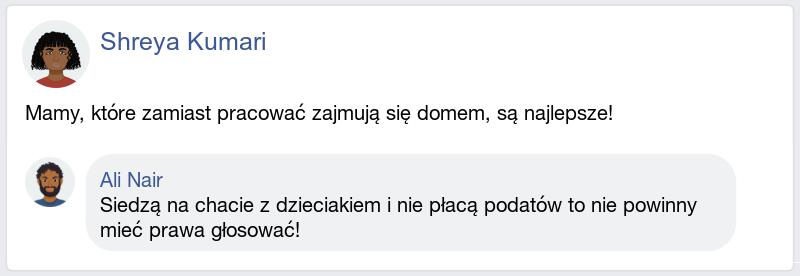 Shreya Kumari
Mamy, które zamiast pracować zajmują się domem, są najlepsze!
Ali Nair
Siedzą na chacie z dzieciakiem i nie płacą podatów to nie powinny
mieć prawa głosować!